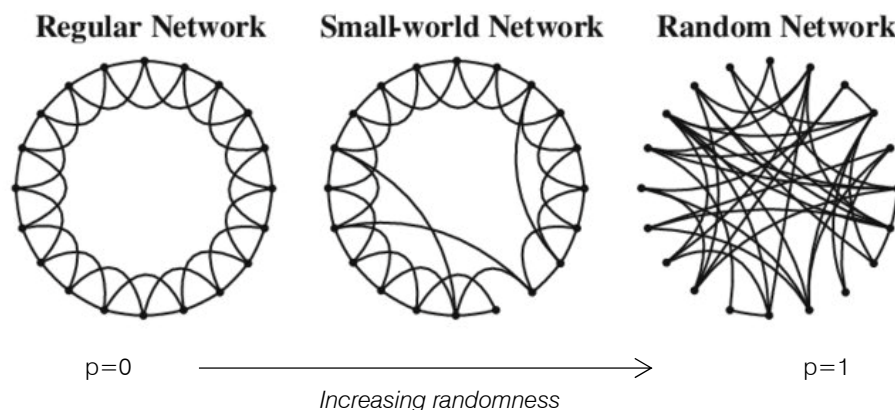 Regular Network Small-world Network Random Network
p=0 p=1
Increasing randomness